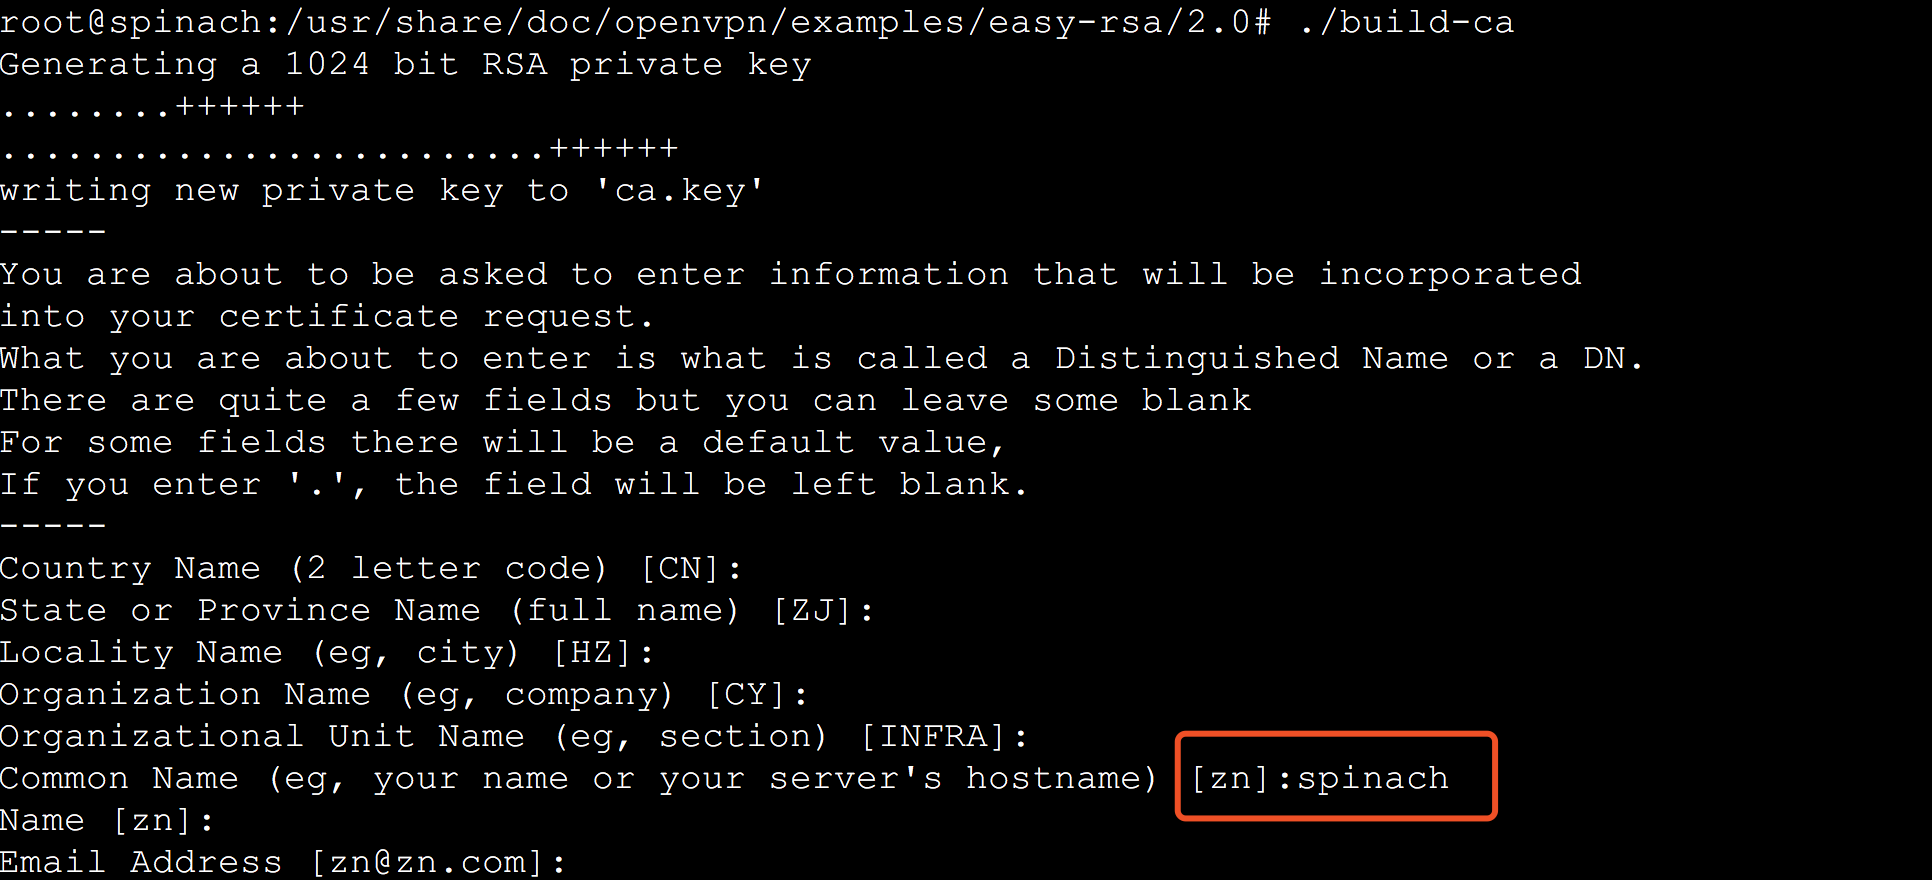 root@spinach:/usr/share/doc/openvpn/examples/easy-rsa/2.0# ./build-ca
Generating a 1024 bit RSA private key
........++++++
.........................++++++
writing new private key to 'ca.key'
-----
You are about to be asked to enter information that will be incorporated
into your certificate request.
What you are about to enter is what is called a Distinguished Name or a DN.
There are quite a few fields but you can leave some blank
For some fields there will be a default value,
If you enter '.', the field will be left blank.
-----
Country Name (2 letter code) [CN]:
State or Province Name (full name) [ZJ]:
Locality Name (eg, city) [HZ]:
Organization Name (eg, company) [CY]:
Organizational Unit Name (eg, section) [INFRA]:
Common Name (eg, your name or your server's hostname) [zn]:spinach
Name [zn]:
Email Address [zn@zn.com]: